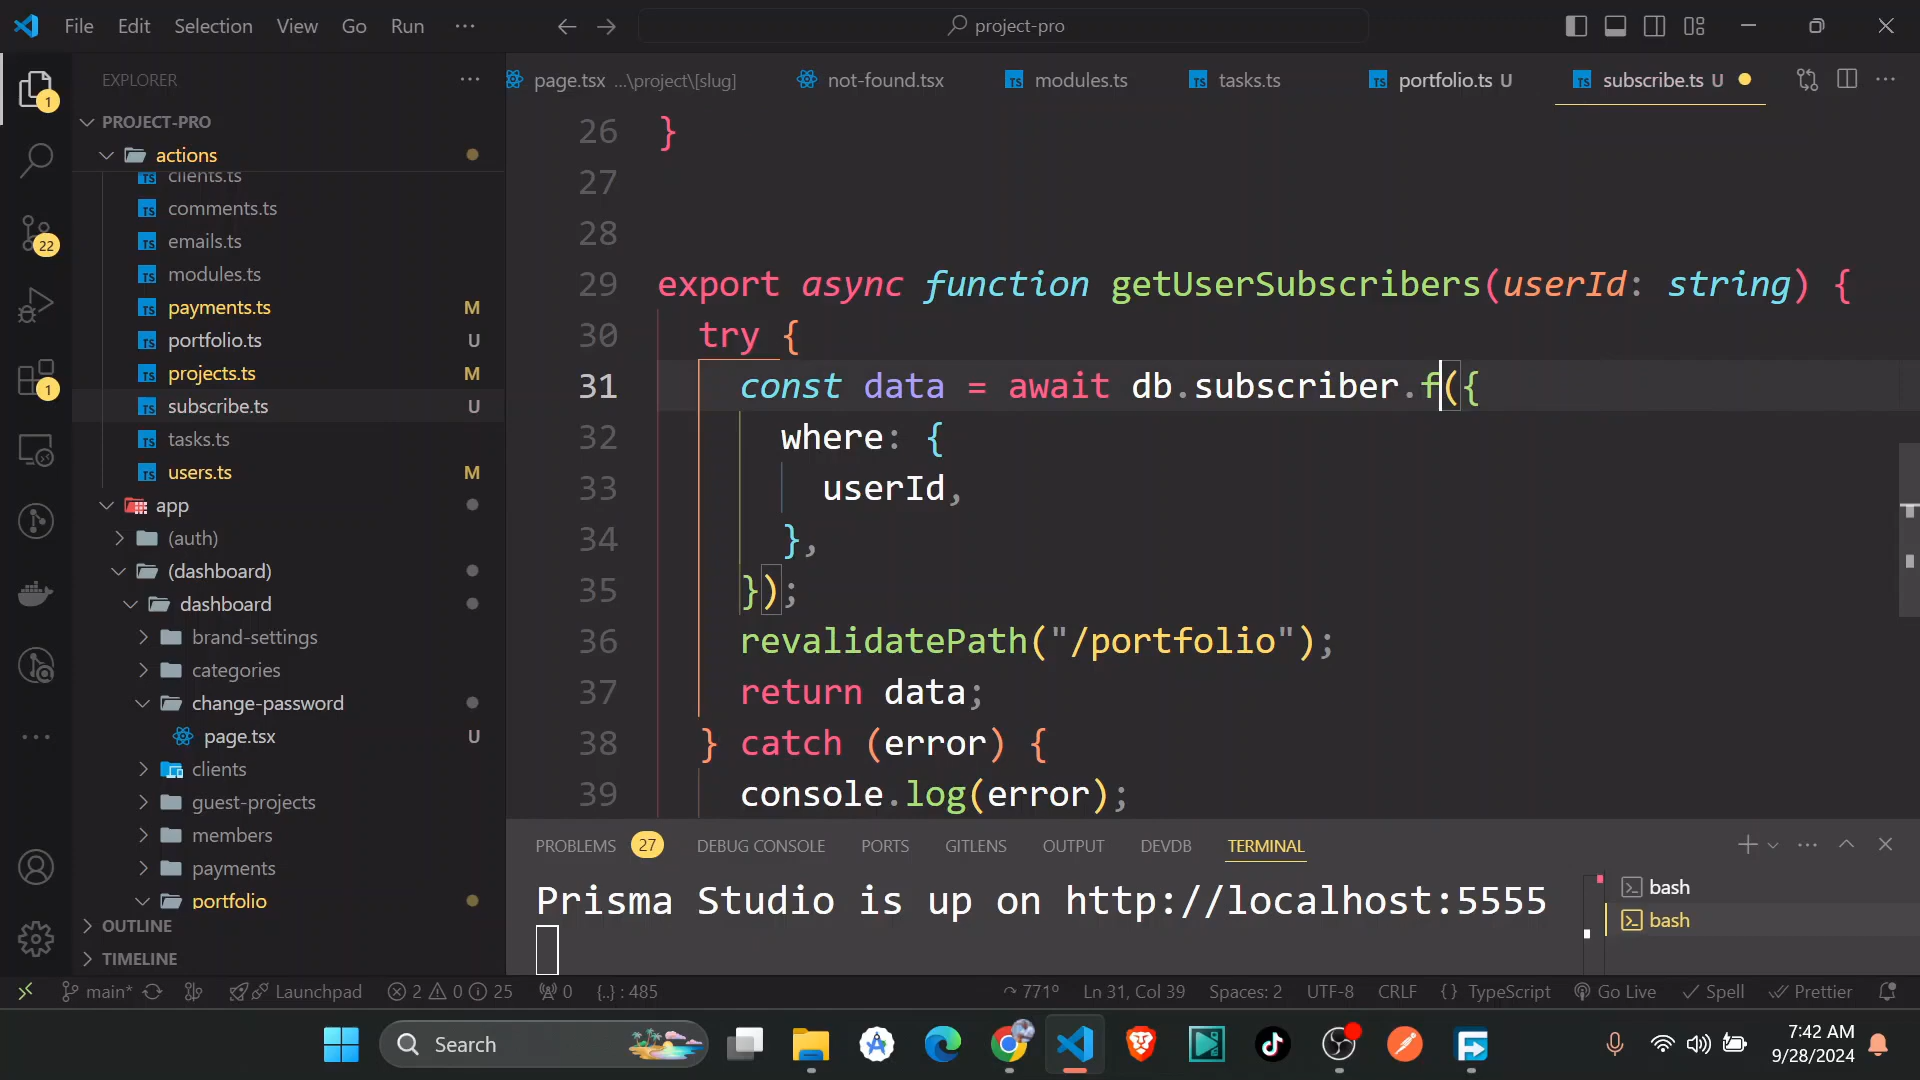 File Edit Selection View Go Run ··· project-pro
EXPLORER
page.tsx ...\project\[slug] not-found.tsx modules.ts tasks.ts portfolio.ts U subscribe.ts U
PROJECT-PRO
actions
clients.ts
comments.ts
emails.ts
modules.ts
payments.ts M
portfolio.ts U
projects.ts M
subscribe.ts U
tasks.ts
users.ts M
app
(auth)
(dashboard)
dashboard
brand-settings
categories
change-password
page.tsx U
clients
guest-projects
members
payments
portfolio
OUTLINE
TIMELINE
1
22
1
26 }
27
28
29 export async function getUserSubscribers(userId: string) {
30 try {
31 const data = await db.subscriber.f({
32 where: {
33 userId,
34 },
35 });
36 revalidatePath("/portfolio");
37 return data;
38 } catch (error) {
39 console.log(error);
PROBLEMS 27 DEBUG CONSOLE PORTS GITLENS OUTPUT DEVDB TERMINAL
Prisma Studio is up on http://localhost:5555
bash
bash
main* Launchpad 2 0 25 0 {..} : 485 771° Ln 31, Col 39 Spaces: 2 UTF-8 CRLF {} TypeScript Go Live Spell Prettier
Search
7:42 AM
9/28/2024